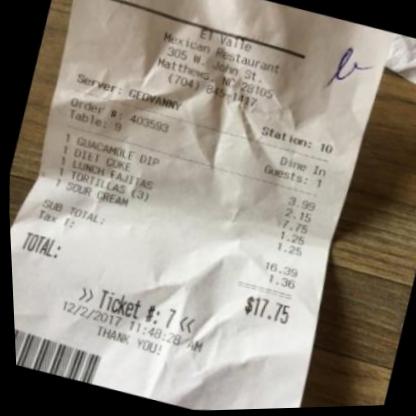 El Valle
Mexican Restaurant
305 W. John St.
Matthews, NC 28105
(704) 845-1417
Server: GEOVANNY
Station: 10
Order #: 403593
Dine In
Table: 9
Guests: 1
1 GUACAMOLE DIP 3.99
1 DIET COKE 2.15
1 LUNCH FAJITAS 7.75
1 TORTILLAS (3) 1.25
1 SOUR CREAM 1.25
SUB TOTAL: 16.39
Tax 1: 1.36
TOTAL: $17.75
>> Ticket #: 7 <<
12/2/2017 11:48:28 AM
THANK YOU!